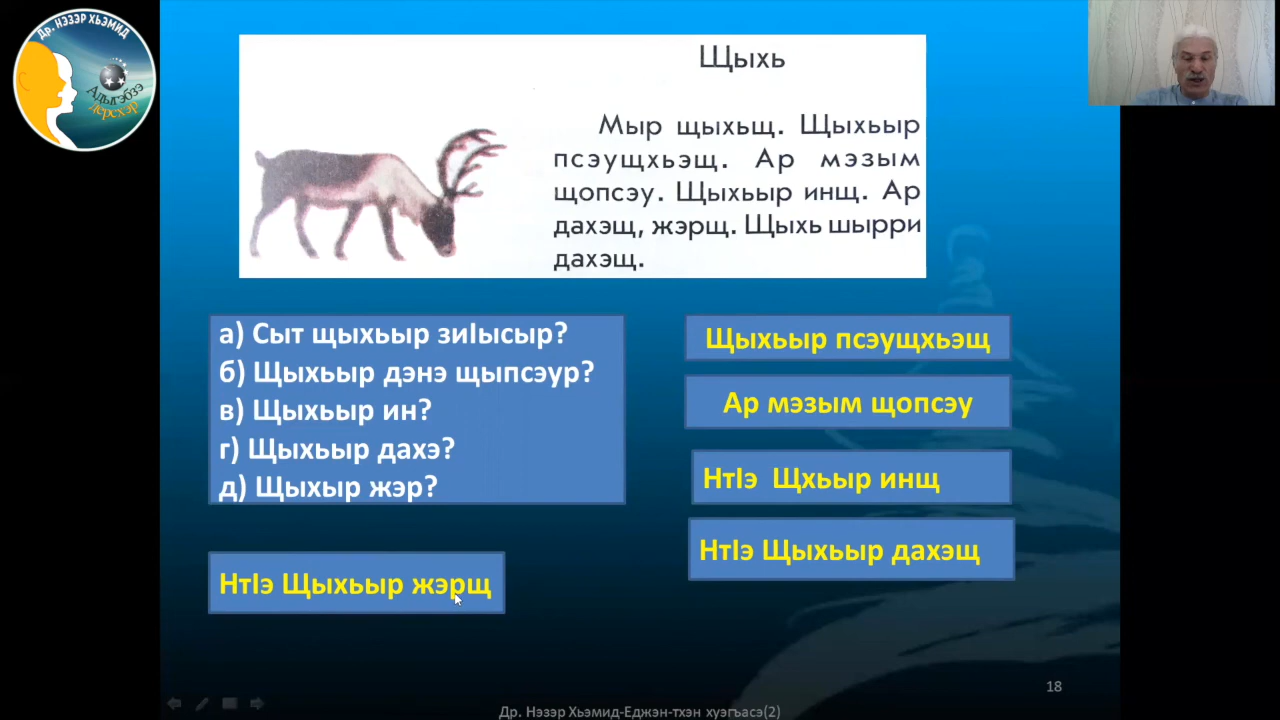 Др. НЭЗЭР ХЬЭМИД
Адыгэбзэ
дерсхэр
Щыхь
Мыр щыхьщ. Щыхьыр
псэущхьэщ. Ар мэзым
щопсэу. Щыхьыр инщ. Ар
дахэщ, жэрщ. Щыхь шырри
дахэщ.
а) Сыт щыхьыр зиIысыр?
б) Щыхьыр дэнэ щыпсэур?
в) Щыхьыр ин?
г) Щыхьыр дахэ?
д) Щыхыр жэр?
Щыхьыр псэущхьэщ
Ар мэзым щопсэу
НтIэ Щхьыр инщ
НтIэ Щыхьыр дахэщ
НтIэ Щыхьыр жэрщ
18
Др. Нэзэр Хьэмид-Еджэн-тхэн хуэгъасэ(2)